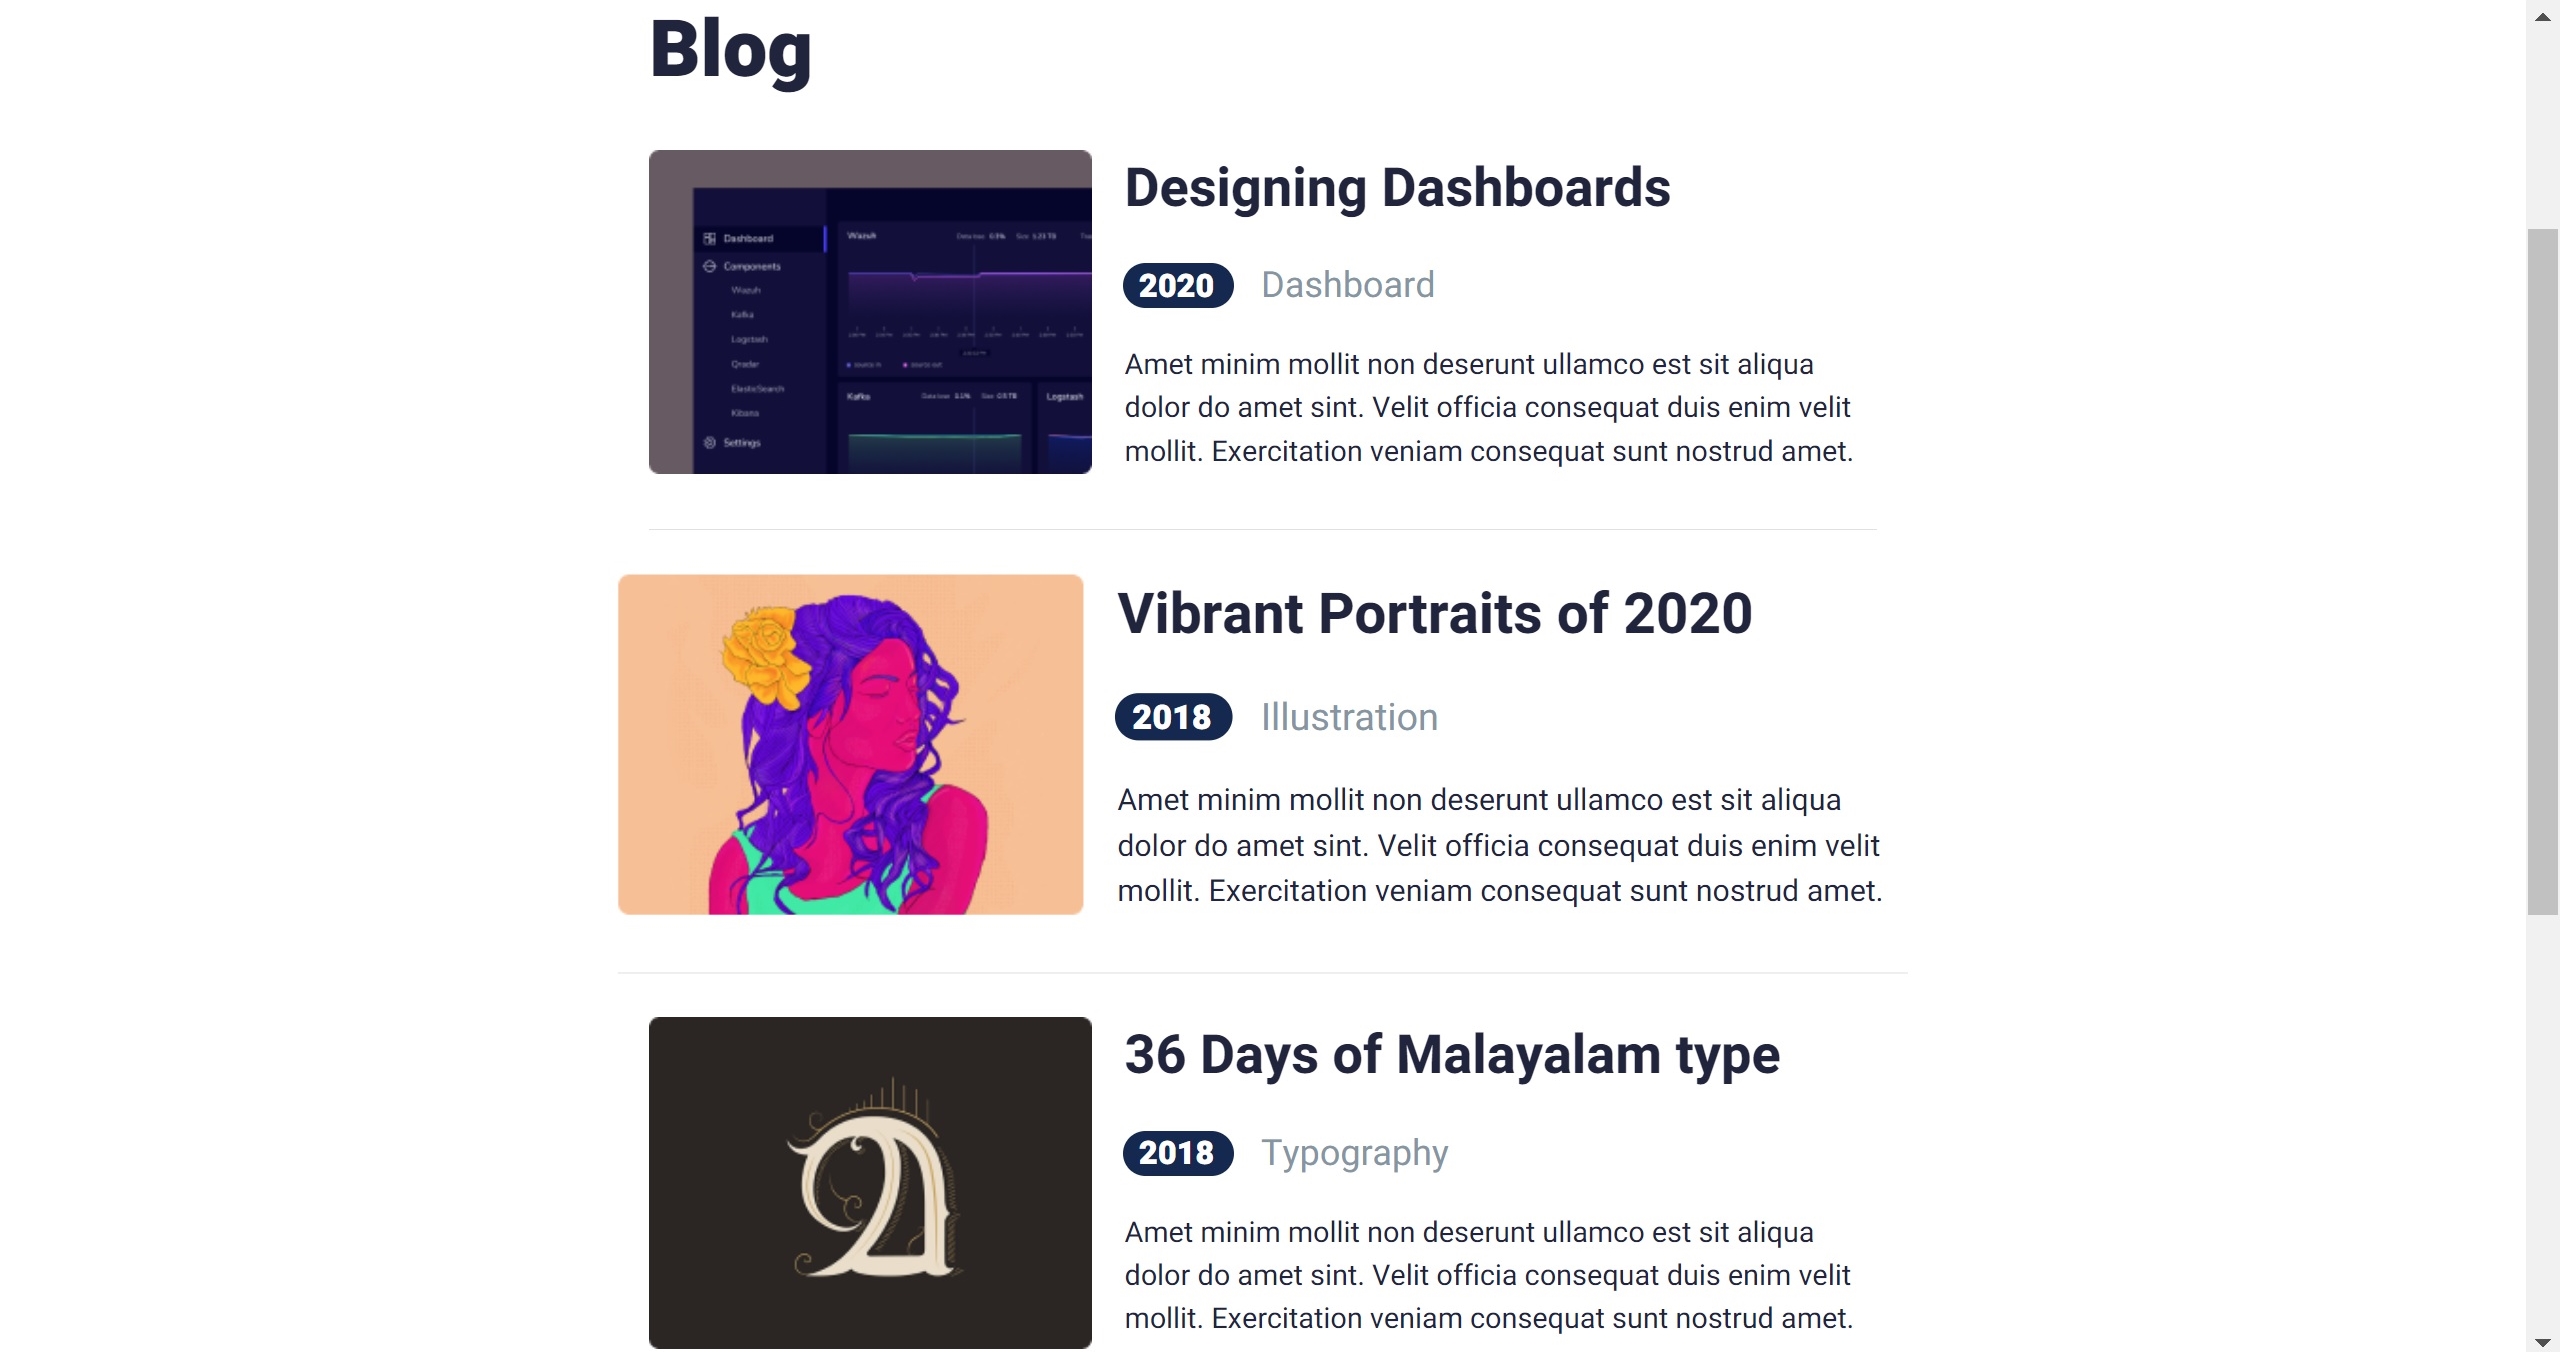 Blog
Designing Dashboards
2020 Dashboard
Amet minim mollit non deserunt ullamco est sit aliqua
dolor do amet sint. Velit officia consequat duis enim velit
mollit. Exercitation veniam consequat sunt nostrud amet.
Dashboard
Components
Wazuh
Kafka
Logstash
Qradar
ElasticSearch
Kibana
Settings
Wazuh
Kafka
Logstash
Vibrant Portraits of 2020
2018 Illustration
Amet minim mollit non deserunt ullamco est sit aliqua
dolor do amet sint. Velit officia consequat duis enim velit
mollit. Exercitation veniam consequat sunt nostrud amet.
36 Days of Malayalam type
2018 Typography
Amet minim mollit non deserunt ullamco est sit aliqua
dolor do amet sint. Velit officia consequat duis enim velit
mollit. Exercitation veniam consequat sunt nostrud amet.